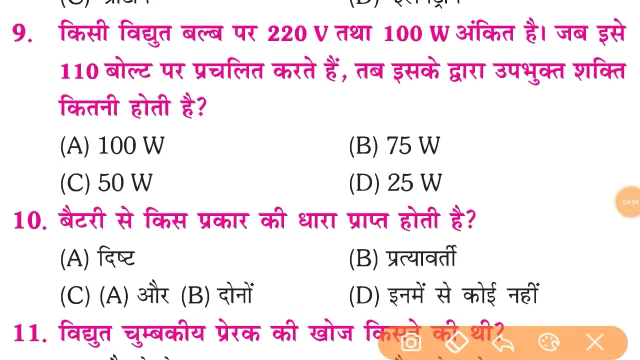 9. किसी विद्युत बल्ब पर 220 V तथा 100 W अंकित है। जब इसे
110 बोल्ट पर प्रचलित करते हैं, तब इसके द्वारा उपभुक्त शक्ति
कितनी होती है?
(A) 100 W (B) 75 W
(C) 50 W (D) 25 W
10. बैटरी से किस प्रकार की धारा प्राप्त होती है?
(A) दिष्ट (B) प्रत्यावर्ती
(C) (A) और (B) दोनों (D) इनमें से कोई नहीं
11. विद्युत चुम्बकीय प्रेरक की खोज किसने की थी?